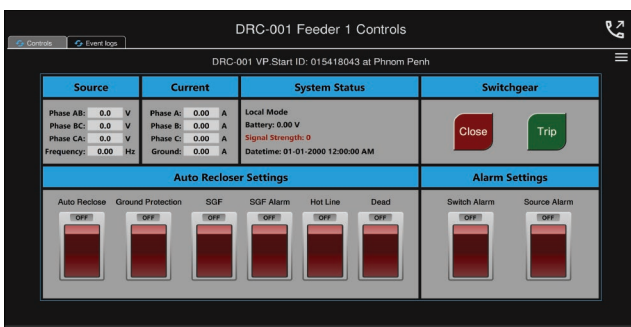 DRC-001 Feeder 1 Controls
Controls Event logs
DRC-001 VP.Start ID: 015418043 at Phnom Penh
Source Current System Status Switchgear
Phase AB: 0.0 V Phase A: 0.00 A Local Mode
Phase BC: 0.0 V Phase B: 0.00 A Battery: 0.00 V
Phase CA: 0.0 V Phase C: 0.00 A Signal Strength: 0
Frequency: 0.00 Hz Ground: 0.00 A Datetime: 01-01-2000 12:00:00 AM
Close Trip
Auto Recloser Settings Alarm Settings
Auto Reclose Ground Protection SGF SGF Alarm Hot Line Dead Switch Alarm Source Alarm
OFF OFF OFF OFF OFF OFF OFF OFF